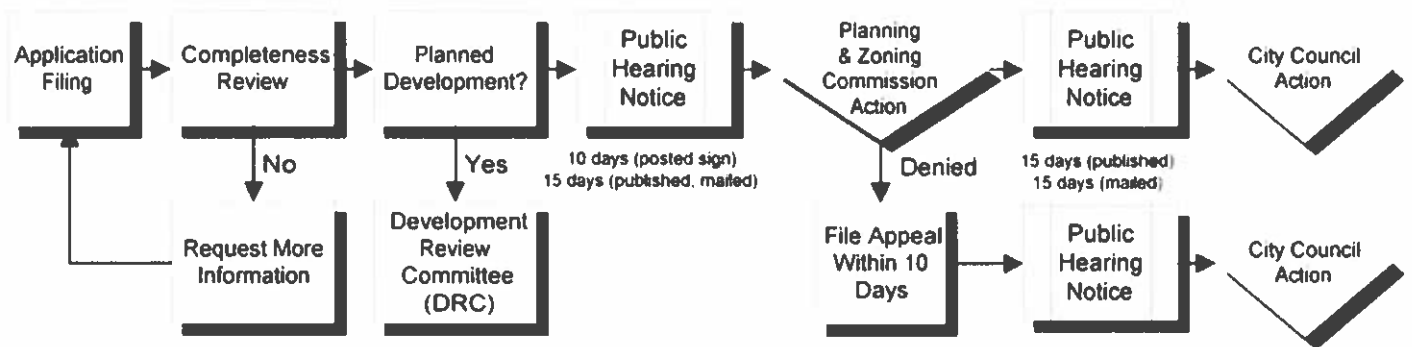 Application
Filing
Completeness
Review
Planned
Development?
Public
Hearing
Notice
Planning
& Zoning
Commission
Action
Public
Hearing
Notice
City Council
Action
No
Yes
10 days (posted sign)
15 days (published, mailed)
Denied
15 days (published)
15 days (mailed)
Request More
Information
Development
Review
Committee
(DRC)
File Appeal
Within 10
Days
Public
Hearing
Notice
City Council
Action